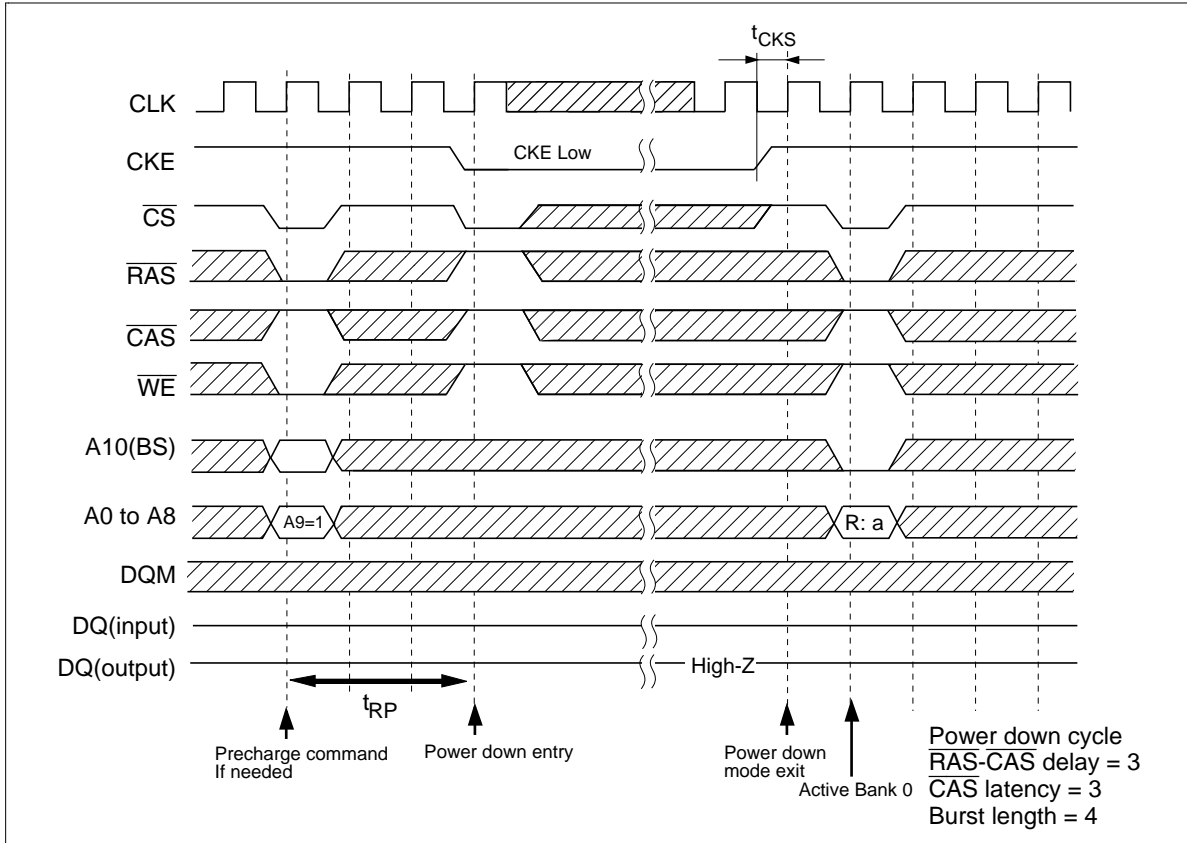 tCKS
CLK
CKE
CKE Low
CS
RAS
CAS
WE
A10(BS)
A0 to A8
A9=1
R: a
DQM
DQ(input)
DQ(output)
High-Z
tRP
Precharge command
If needed
Power down entry
Power down
mode exit
Active Bank 0
Power down cycle
RAS-CAS delay = 3
CAS latency = 3
Burst length = 4